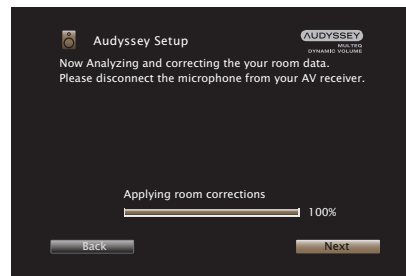 Audyssey Setup
AUDYSSEY
MULTEQ
DYNAMIC VOLUME
Now Analyzing and correcting the your room data.
Please disconnect the microphone from your AV receiver.
Applying room corrections
100%
Back
Next